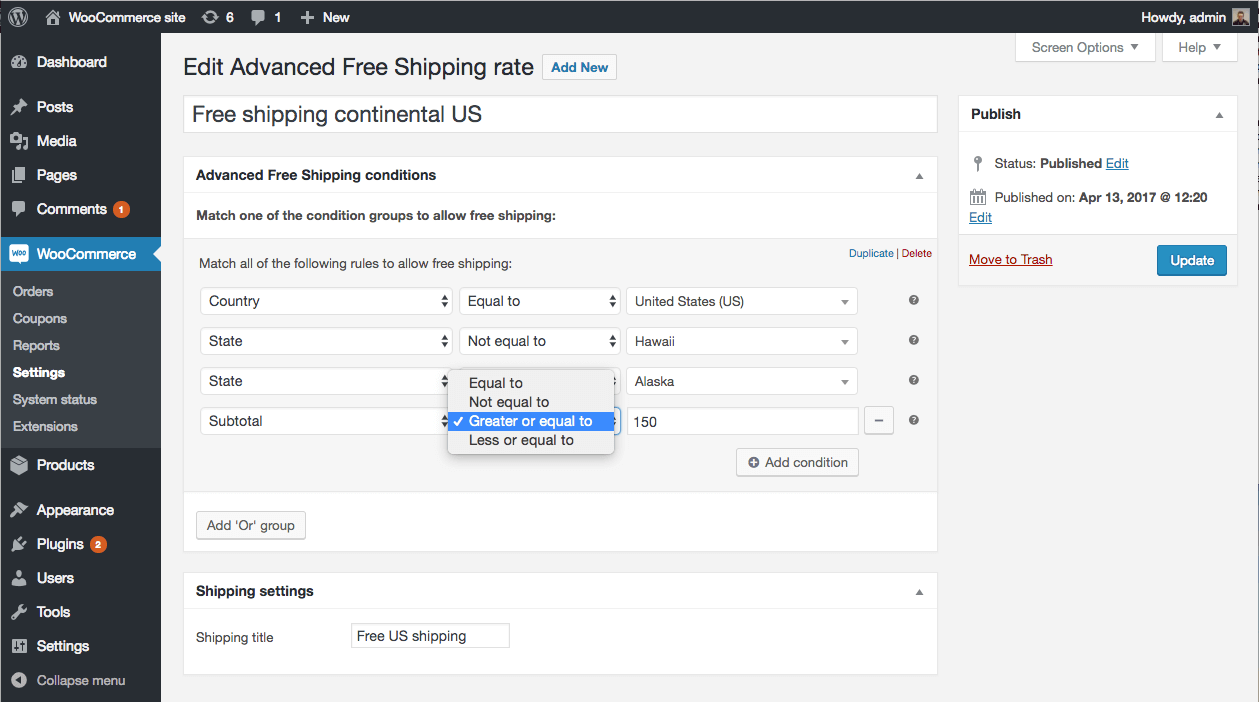 WooCommerce site 6 1 New Howdy, admin
Screen Options Help
Dashboard
Posts
Media
Pages
Comments 1
WOO WooCommerce
Orders
Coupons
Reports
Settings
System status
Extensions
Products
Appearance
Plugins 2
Users
Tools
Settings
Collapse menu
Edit Advanced Free Shipping rate Add New
Free shipping continental US
Advanced Free Shipping conditions
Match one of the condition groups to allow free shipping:
Duplicate | Delete
Match all of the following rules to allow free shipping:
Country Equal to United States (US) ?
State Not equal to Hawaii ?
State Alaska ?
Equal to
Not equal to
✓ Greater or equal to
Less or equal to
Subtotal 150 − ?
Add condition
Add 'Or' group
Shipping settings
Shipping title Free US shipping
Publish
Status: Published Edit
Published on: Apr 13, 2017 @ 12:20
Edit
Move to Trash Update